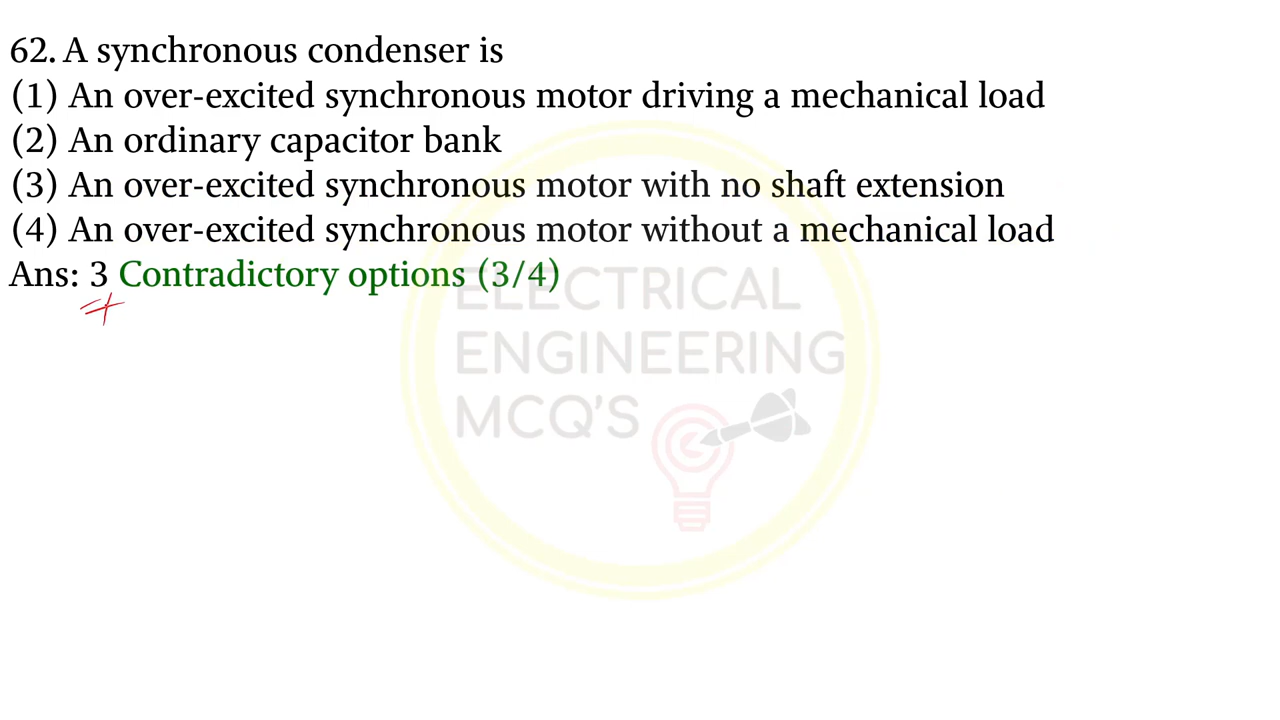 62. A synchronous condenser is
(1) An over-excited synchronous motor driving a mechanical load
(2) An ordinary capacitor bank
(3) An over-excited synchronous motor with no shaft extension
(4) An over-excited synchronous motor without a mechanical load
Ans: 3 Contradictory options (3/4)
ELECTRICAL
ENGINEERING
MCQ'S